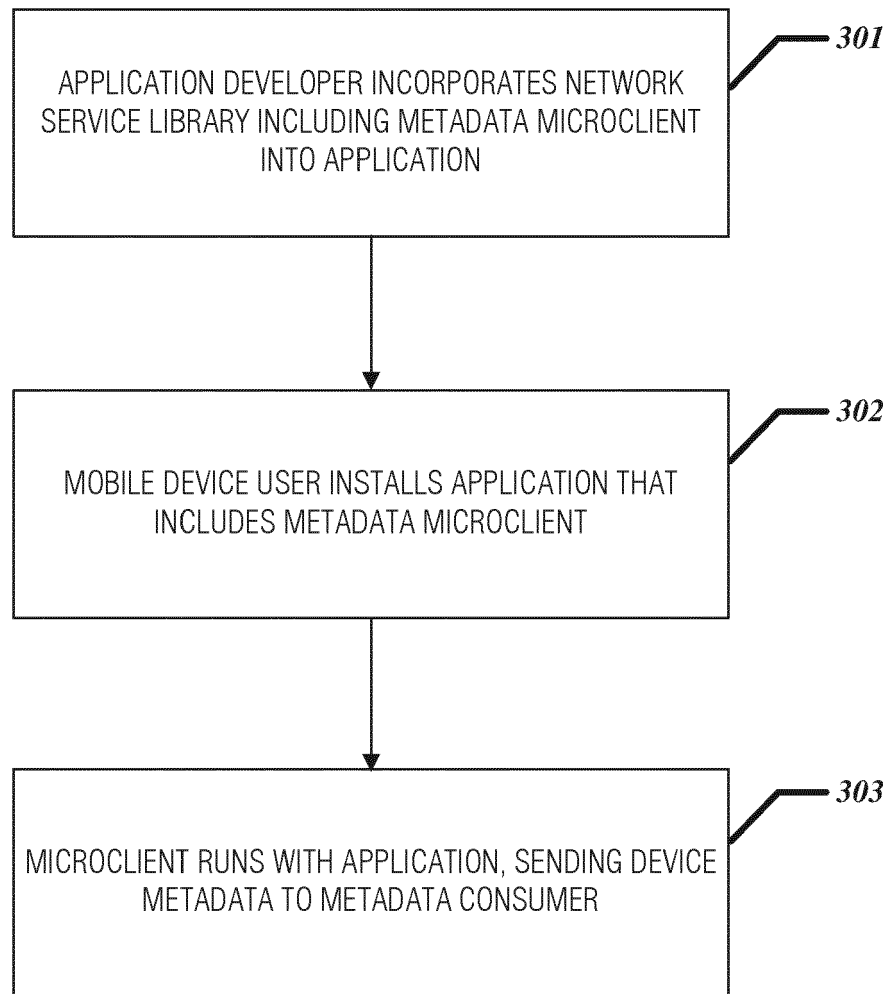 301
APPLICATION DEVELOPER INCORPORATES NETWORK
SERVICE LIBRARY INCLUDING METADATA MICROCLIENT
INTO APPLICATION
302
MOBILE DEVICE USER INSTALLS APPLICATION THAT
INCLUDES METADATA MICROCLIENT
303
MICROCLIENT RUNS WITH APPLICATION, SENDING DEVICE
METADATA TO METADATA CONSUMER